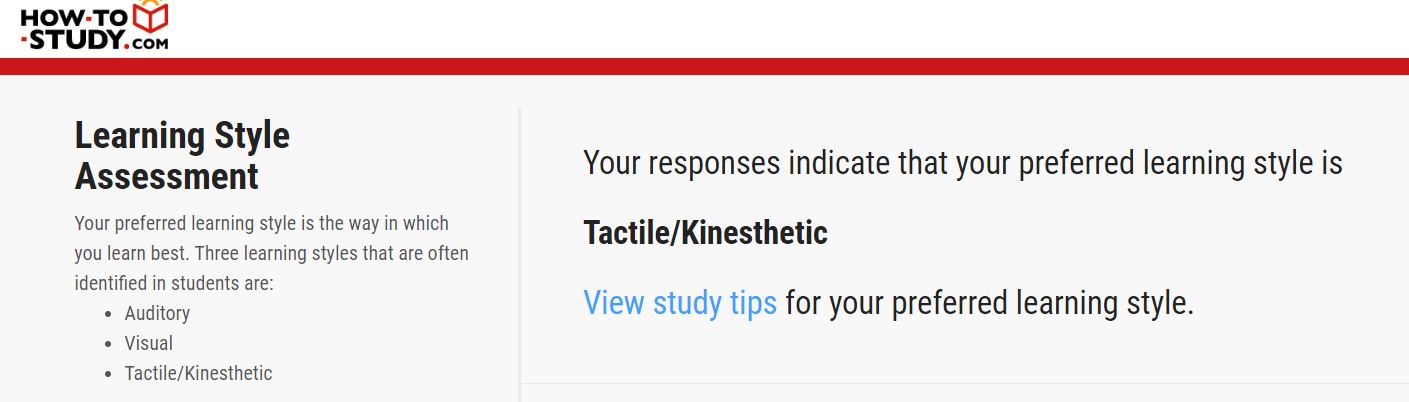 HOW-TO
-STUDY.COM
Learning Style
Assessment
Your preferred learning style is the way in which
you learn best. Three learning styles that are often
identified in students are:
• Auditory
• Visual
• Tactile/Kinesthetic
Your responses indicate that your preferred learning style is
Tactile/Kinesthetic
View study tips for your preferred learning style.